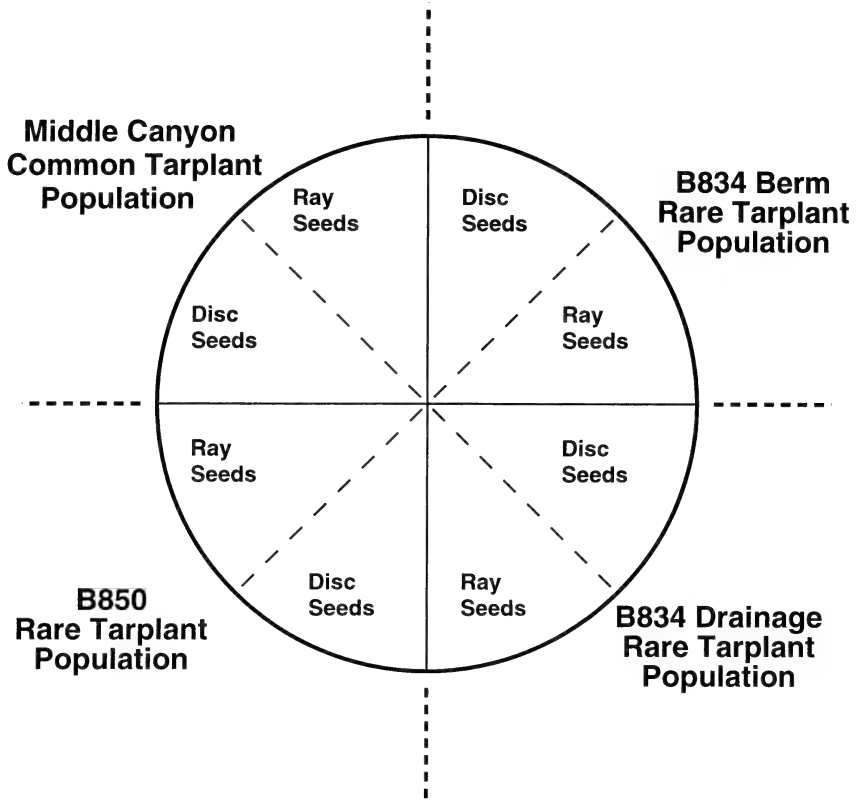 Middle Canyon
Common Tarplant
Population
B834 Berm
Rare Tarplant
Population
Ray
Seeds
Disc
Seeds
Disc
Seeds
Ray
Seeds
Ray
Seeds
Disc
Seeds
Disc
Seeds
Ray
Seeds
B850
Rare Tarplant
Population
B834 Drainage
Rare Tarplant
Population